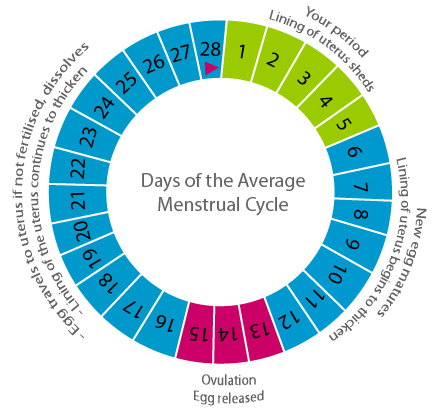 Your period
Lining of uterus sheds
1
2
3
4
5
6
7
8
9
10
11
12
New egg matures
Lining of uterus begins to thicken
13
14
15
Ovulation
Egg released
16
17
18
19
20
21
22
23
24
25
26
27
28
- Egg travels to uterus if not fertilised, dissolves
- Lining of the uterus continues to thicken
Days of the Average
Menstrual Cycle